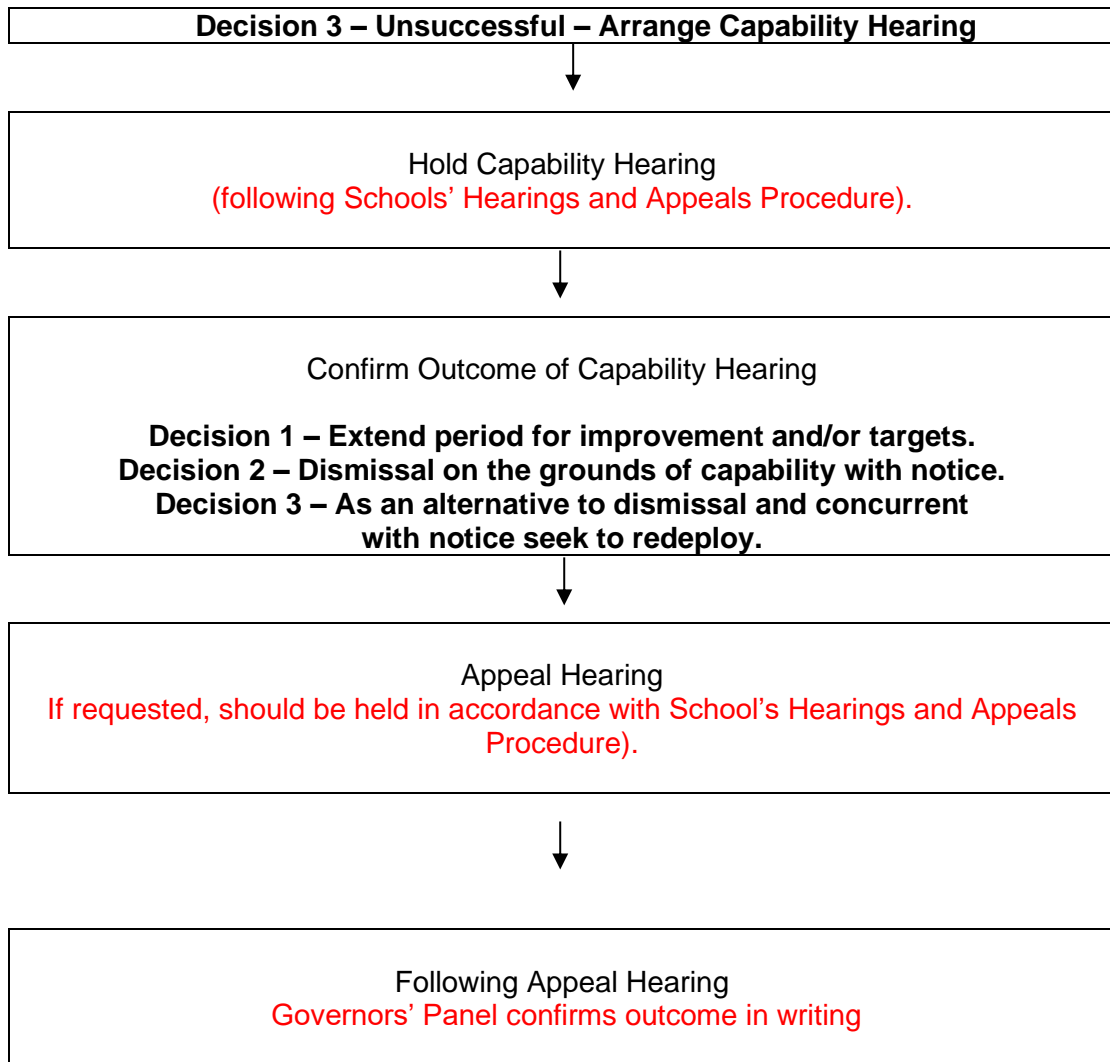 Decision 3 – Unsuccessful – Arrange Capability Hearing
Hold Capability Hearing
(following Schools’ Hearings and Appeals Procedure).
Confirm Outcome of Capability Hearing
Decision 1 – Extend period for improvement and/or targets.
Decision 2 – Dismissal on the grounds of capability with notice.
Decision 3 – As an alternative to dismissal and concurrent
with notice seek to redeploy.
Appeal Hearing
If requested, should be held in accordance with School’s Hearings and Appeals
Procedure).
Following Appeal Hearing
Governors’ Panel confirms outcome in writing